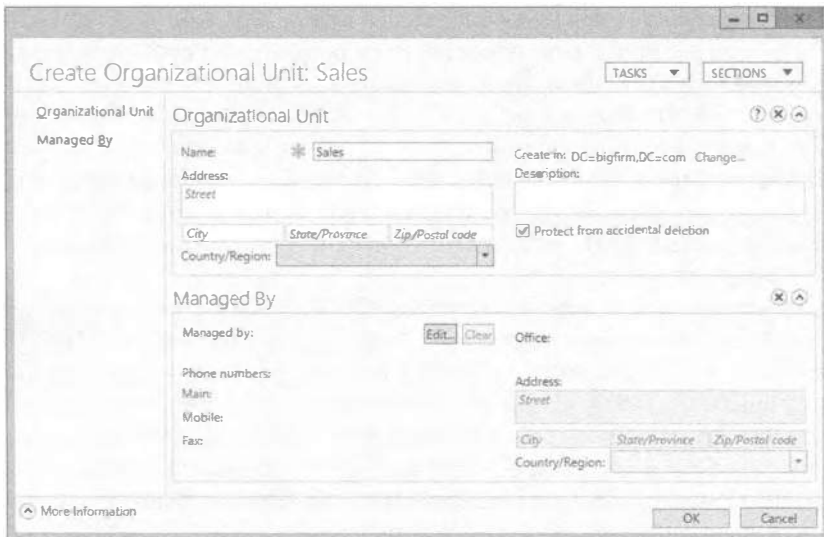 Create Organizational Unit: Sales
TASKS
SECTIONS
Organizational Unit
Managed By
Organizational Unit
Name:
Sales
Address:
Street
City State/Province Zip/Postal code
Country/Region:
Create in: DC=bigfirm,DC=com Change...
Description:
Protect from accidental deletion
Managed By
Managed by:
Edit... Clear
Phone numbers:
Main:
Mobile:
Fax:
Office:
Address:
Street
City State/Province Zip/Postal code
Country/Region:
More Information
OK Cancel